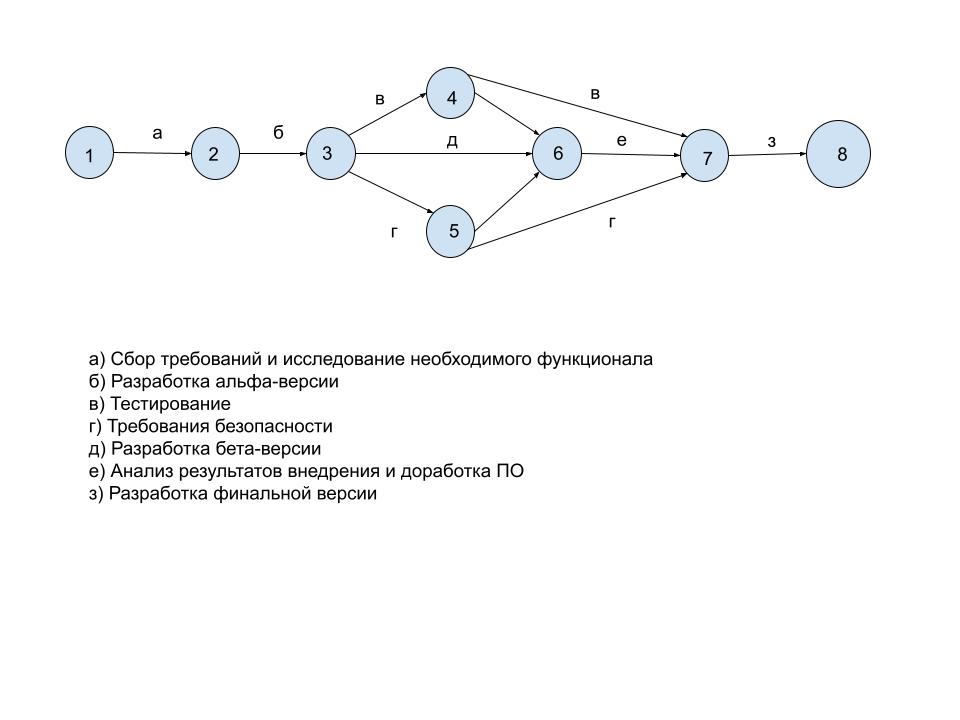 в
4
в
а
б
д
е
з
1
2
3
6
7
8
г
5
г
а) Сбор требований и исследование необходимого функционала
б) Разработка альфа-версии
в) Тестирование
г) Требования безопасности
д) Разработка бета-версии
е) Анализ результатов внедрения и доработка ПО
з) Разработка финальной версии